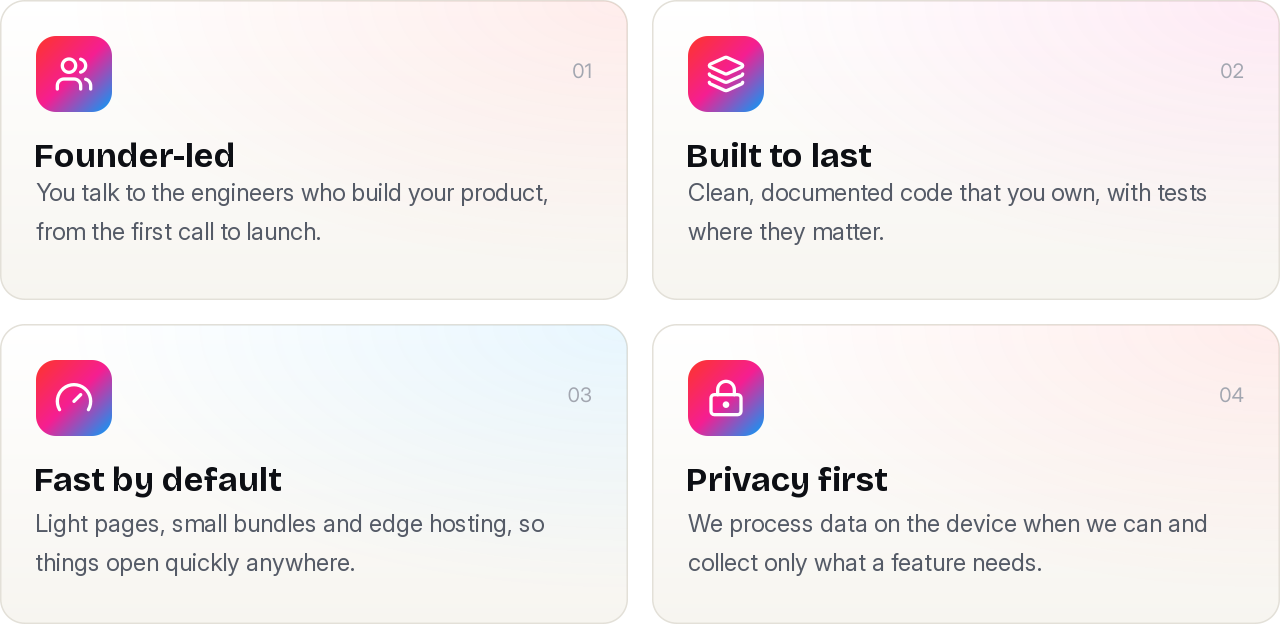 01
Founder-led
You talk to the engineers who build your product,
from the first call to launch.
02
Built to last
Clean, documented code that you own, with tests
where they matter.
03
Fast by default
Light pages, small bundles and edge hosting, so
things open quickly anywhere.
04
Privacy first
We process data on the device when we can and
collect only what a feature needs.